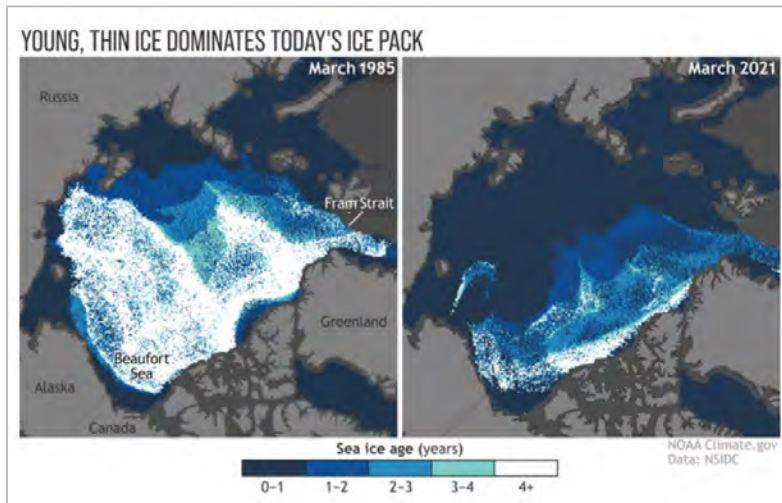 YOUNG, THIN ICE DOMINATES TODAY'S ICE PACK
March 1985
March 2021
Russia
Fram Strait
Greenland
Beaufort
Sea
Alaska
Canada
NOAA Climate.gov
Data: NSIDC
Sea ice age (years)
0–1 1–2 2–3 3–4 4+